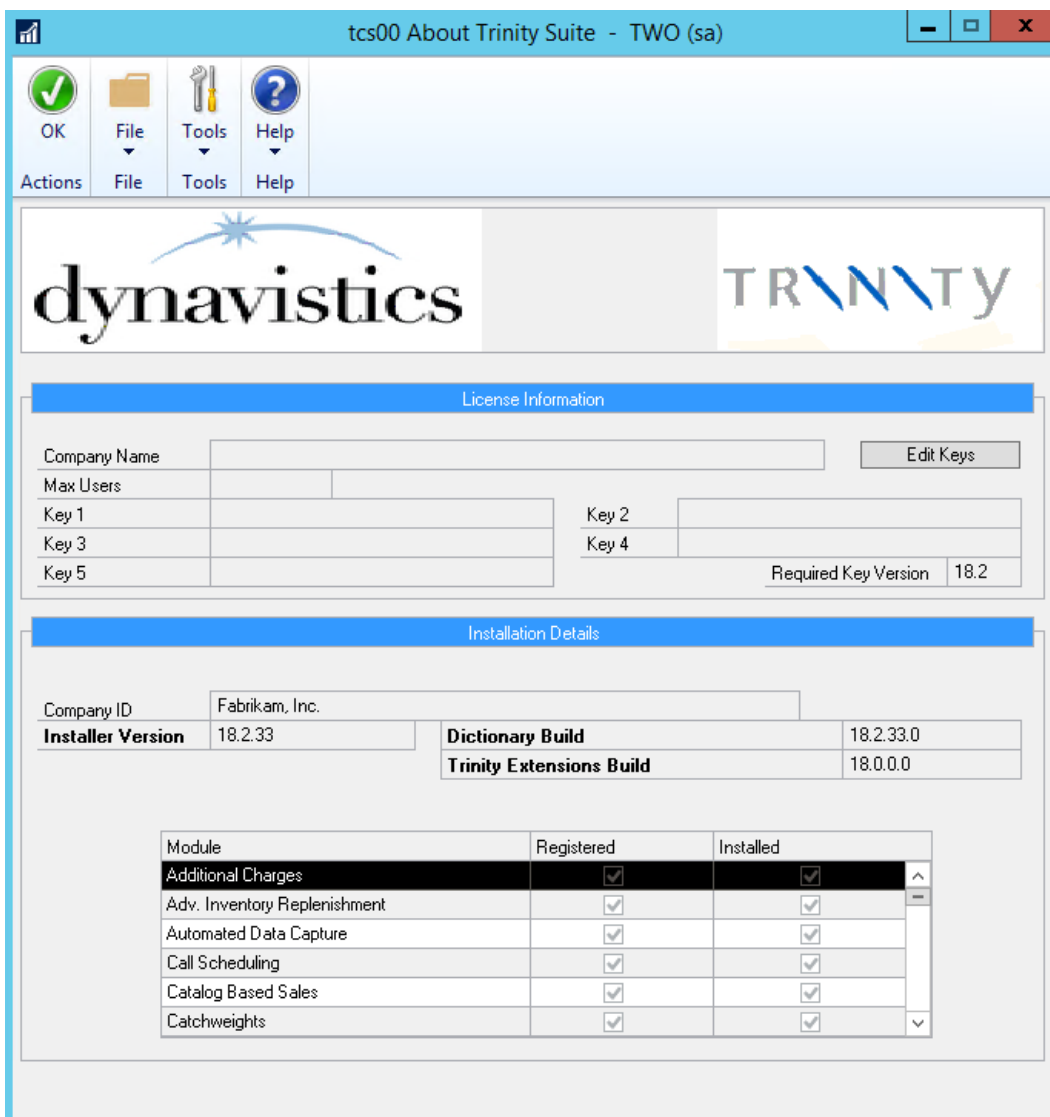 tcs00 About Trinity Suite - TWO (sa)
OK File Tools Help
Actions File Tools Help
dynavistics TRINITY
License Information
Company Name Edit Keys
Max Users
Key 1 Key 2
Key 3 Key 4
Key 5 Required Key Version 18.2
Installation Details
Company ID Fabrikam, Inc.
Installer Version 18.2.33 Dictionary Build 18.2.33.0
Trinity Extensions Build 18.0.0.0
Module Registered Installed
Additional Charges
Adv. Inventory Replenishment
Automated Data Capture
Call Scheduling
Catalog Based Sales
Catchweights